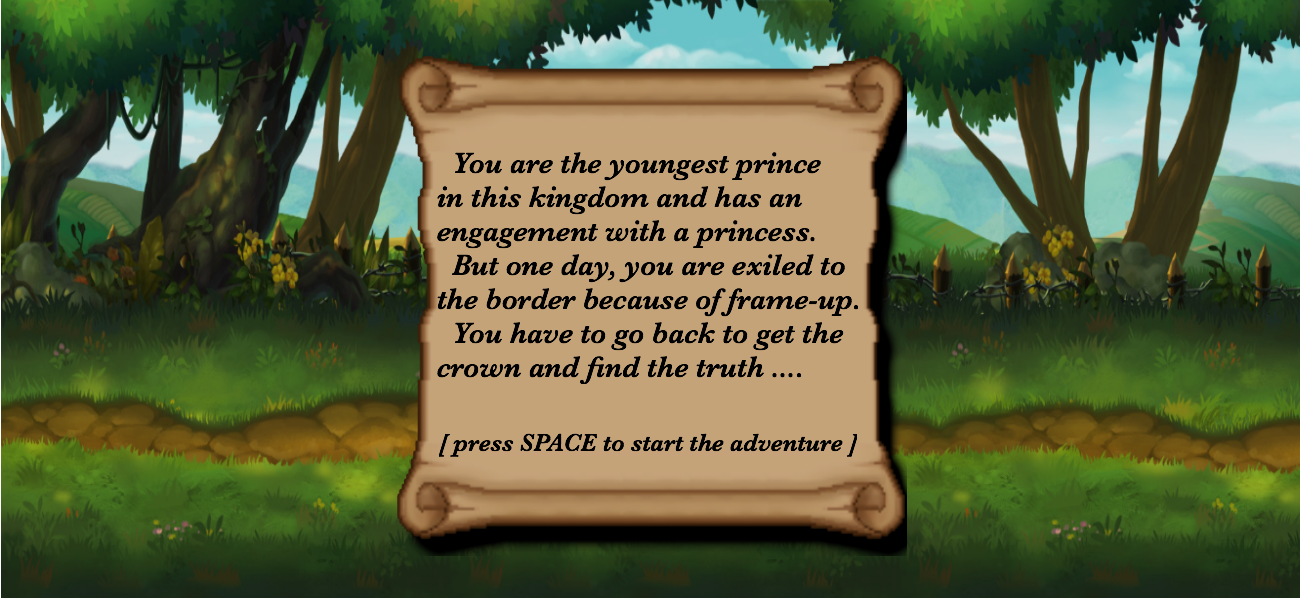 You are the youngest prince
in this kingdom and has an
engagement with a princess.
But one day, you are exiled to
the border because of frame-up.
You have to go back to get the
crown and find the truth ....
[ press SPACE to start the adventure ]